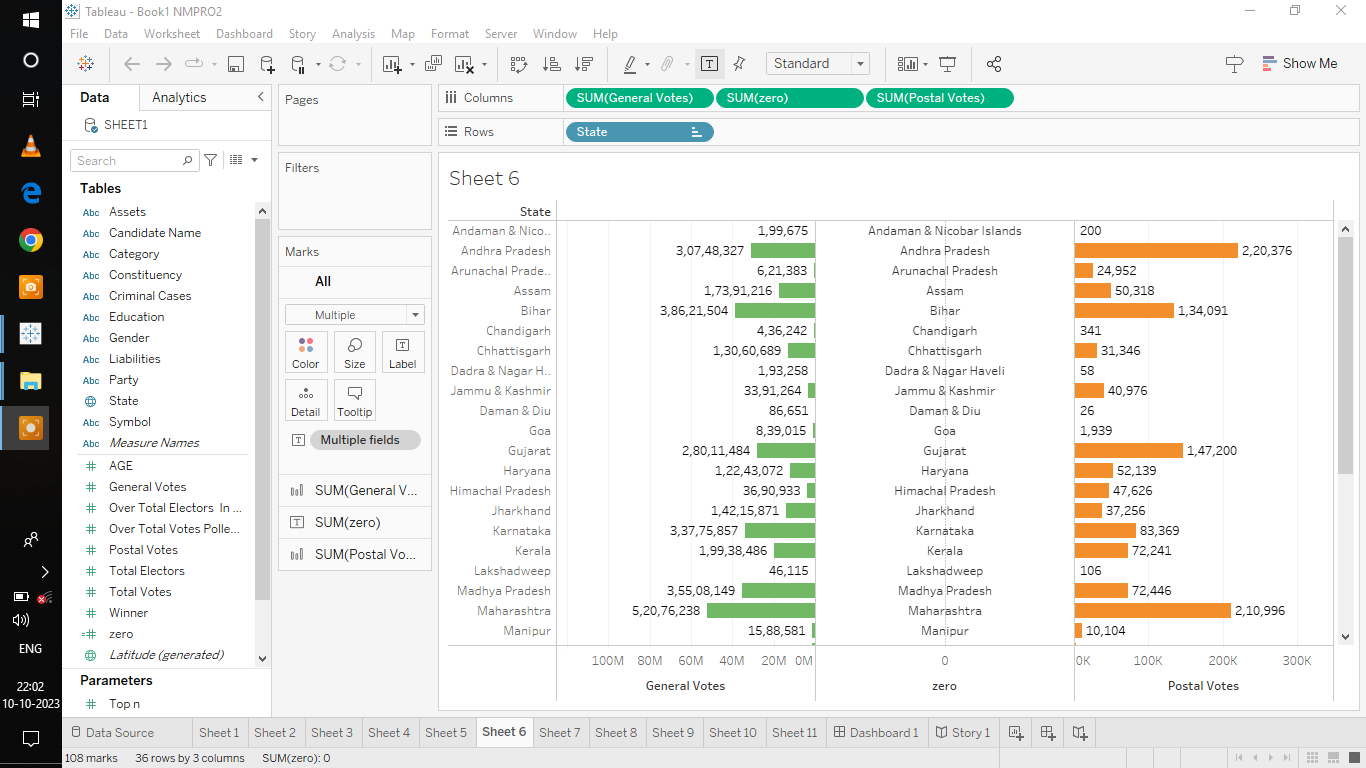 Tableau - Book1 NMPRO2
File Data Worksheet Dashboard Story Analysis Map Format Server Window Help
Standard Show Me
Data Analytics
SHEET1
Search
Tables
Abc Assets
Abc Candidate Name
Abc Category
Abc Constituency
Abc Criminal Cases
Abc Education
Abc Gender
Abc Liabilities
Abc Party
State
Abc Symbol
Abc Measure Names
AGE
General Votes
Over Total Electors In ...
Over Total Votes Polle...
Postal Votes
Total Electors
Total Votes
Winner
zero
Latitude (generated)
Parameters
Top n
Pages
Filters
Marks
All
Multiple
Color Size Label
Detail Tooltip
Multiple fields
SUM(General V...
SUM(zero)
SUM(Postal Vo...
Columns SUM(General Votes) SUM(zero) SUM(Postal Votes)
Rows State
Sheet 6
State
Andaman & Nico.. 1,99,675 Andaman & Nicobar Islands 200
Andhra Pradesh 3,07,48,327 Andhra Pradesh 2,20,376
Arunachal Prade.. 6,21,383 Arunachal Pradesh 24,952
Assam 1,73,91,216 Assam 50,318
Bihar 3,86,21,504 Bihar 1,34,091
Chandigarh 4,36,242 Chandigarh 341
Chhattisgarh 1,30,60,689 Chhattisgarh 31,346
Dadra & Nagar H.. 1,93,258 Dadra & Nagar Haveli 58
Jammu & Kashmir 33,91,264 Jammu & Kashmir 40,976
Daman & Diu 86,651 Daman & Diu 26
Goa 8,39,015 Goa 1,939
Gujarat 2,80,11,484 Gujarat 1,47,200
Haryana 1,22,43,072 Haryana 52,139
Himachal Pradesh 36,90,933 Himachal Pradesh 47,626
Jharkhand 1,42,15,871 Jharkhand 37,256
Karnataka 3,37,75,857 Karnataka 83,369
Kerala 1,99,38,486 Kerala 72,241
Lakshadweep 46,115 Lakshadweep 106
Madhya Pradesh 3,55,08,149 Madhya Pradesh 72,446
Maharashtra 5,20,76,238 Maharashtra 2,10,996
Manipur 15,88,581 Manipur 10,104
100M 80M 60M 40M 20M 0M 0 0K 100K 200K 300K
General Votes zero Postal Votes
Data Source Sheet 1 Sheet 2 Sheet 3 Sheet 4 Sheet 5 Sheet 6 Sheet 7 Sheet 8 Sheet 9 Sheet 10 Sheet 11 Dashboard 1 Story 1
108 marks 36 rows by 3 columns SUM(zero): 0
ENG
22:02
10-10-2023